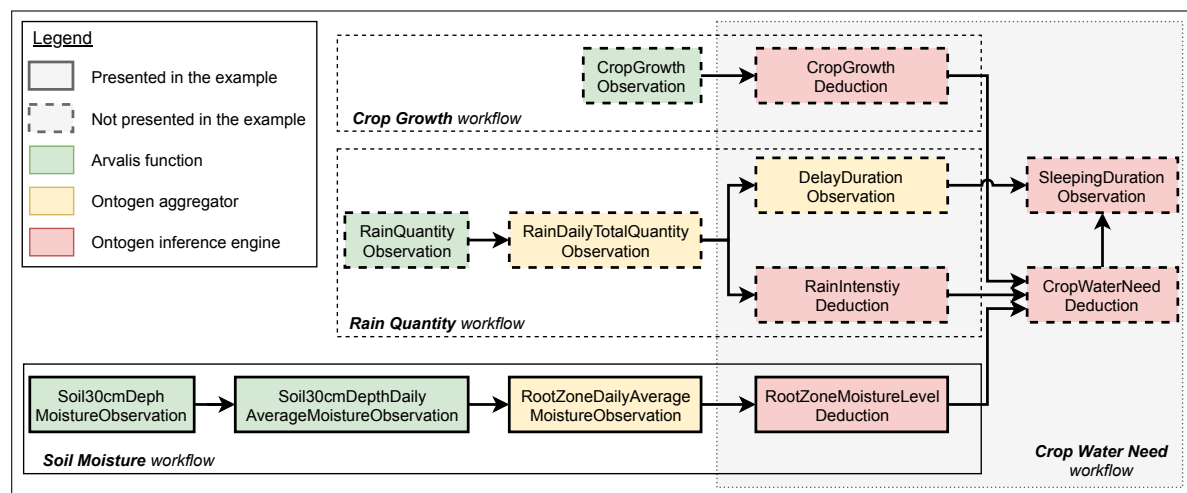 Legend
Presented in the example
Not presented in the example
Arvalis function
Ontogen aggregator
Ontogen inference engine
CropGrowth
Observation
CropGrowth
Deduction
Crop Growth workflow
RainQuantity
Observation
RainDailyTotalQuantity
Observation
DelayDuration
Observation
RainIntenstiy
Deduction
Rain Quantity workflow
SleepingDuration
Observation
CropWaterNeed
Deduction
Soil30cmDeph
MoistureObservation
Soil30cmDepthDaily
AverageMoistureObservation
RootZoneDailyAverage
MoistureObservation
RootZoneMoistureLevel
Deduction
Soil Moisture workflow
Crop Water Need
workflow